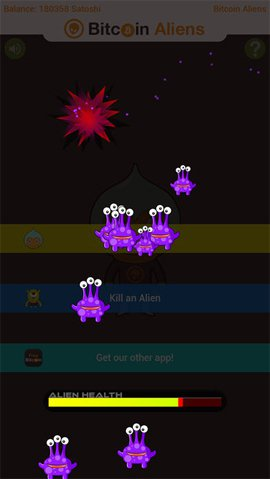 Balance: 180358 Satoshi
Bitcoin Aliens
Bitcoin Aliens
Kill an Alien
Get our other app!
ALIEN HEALTH